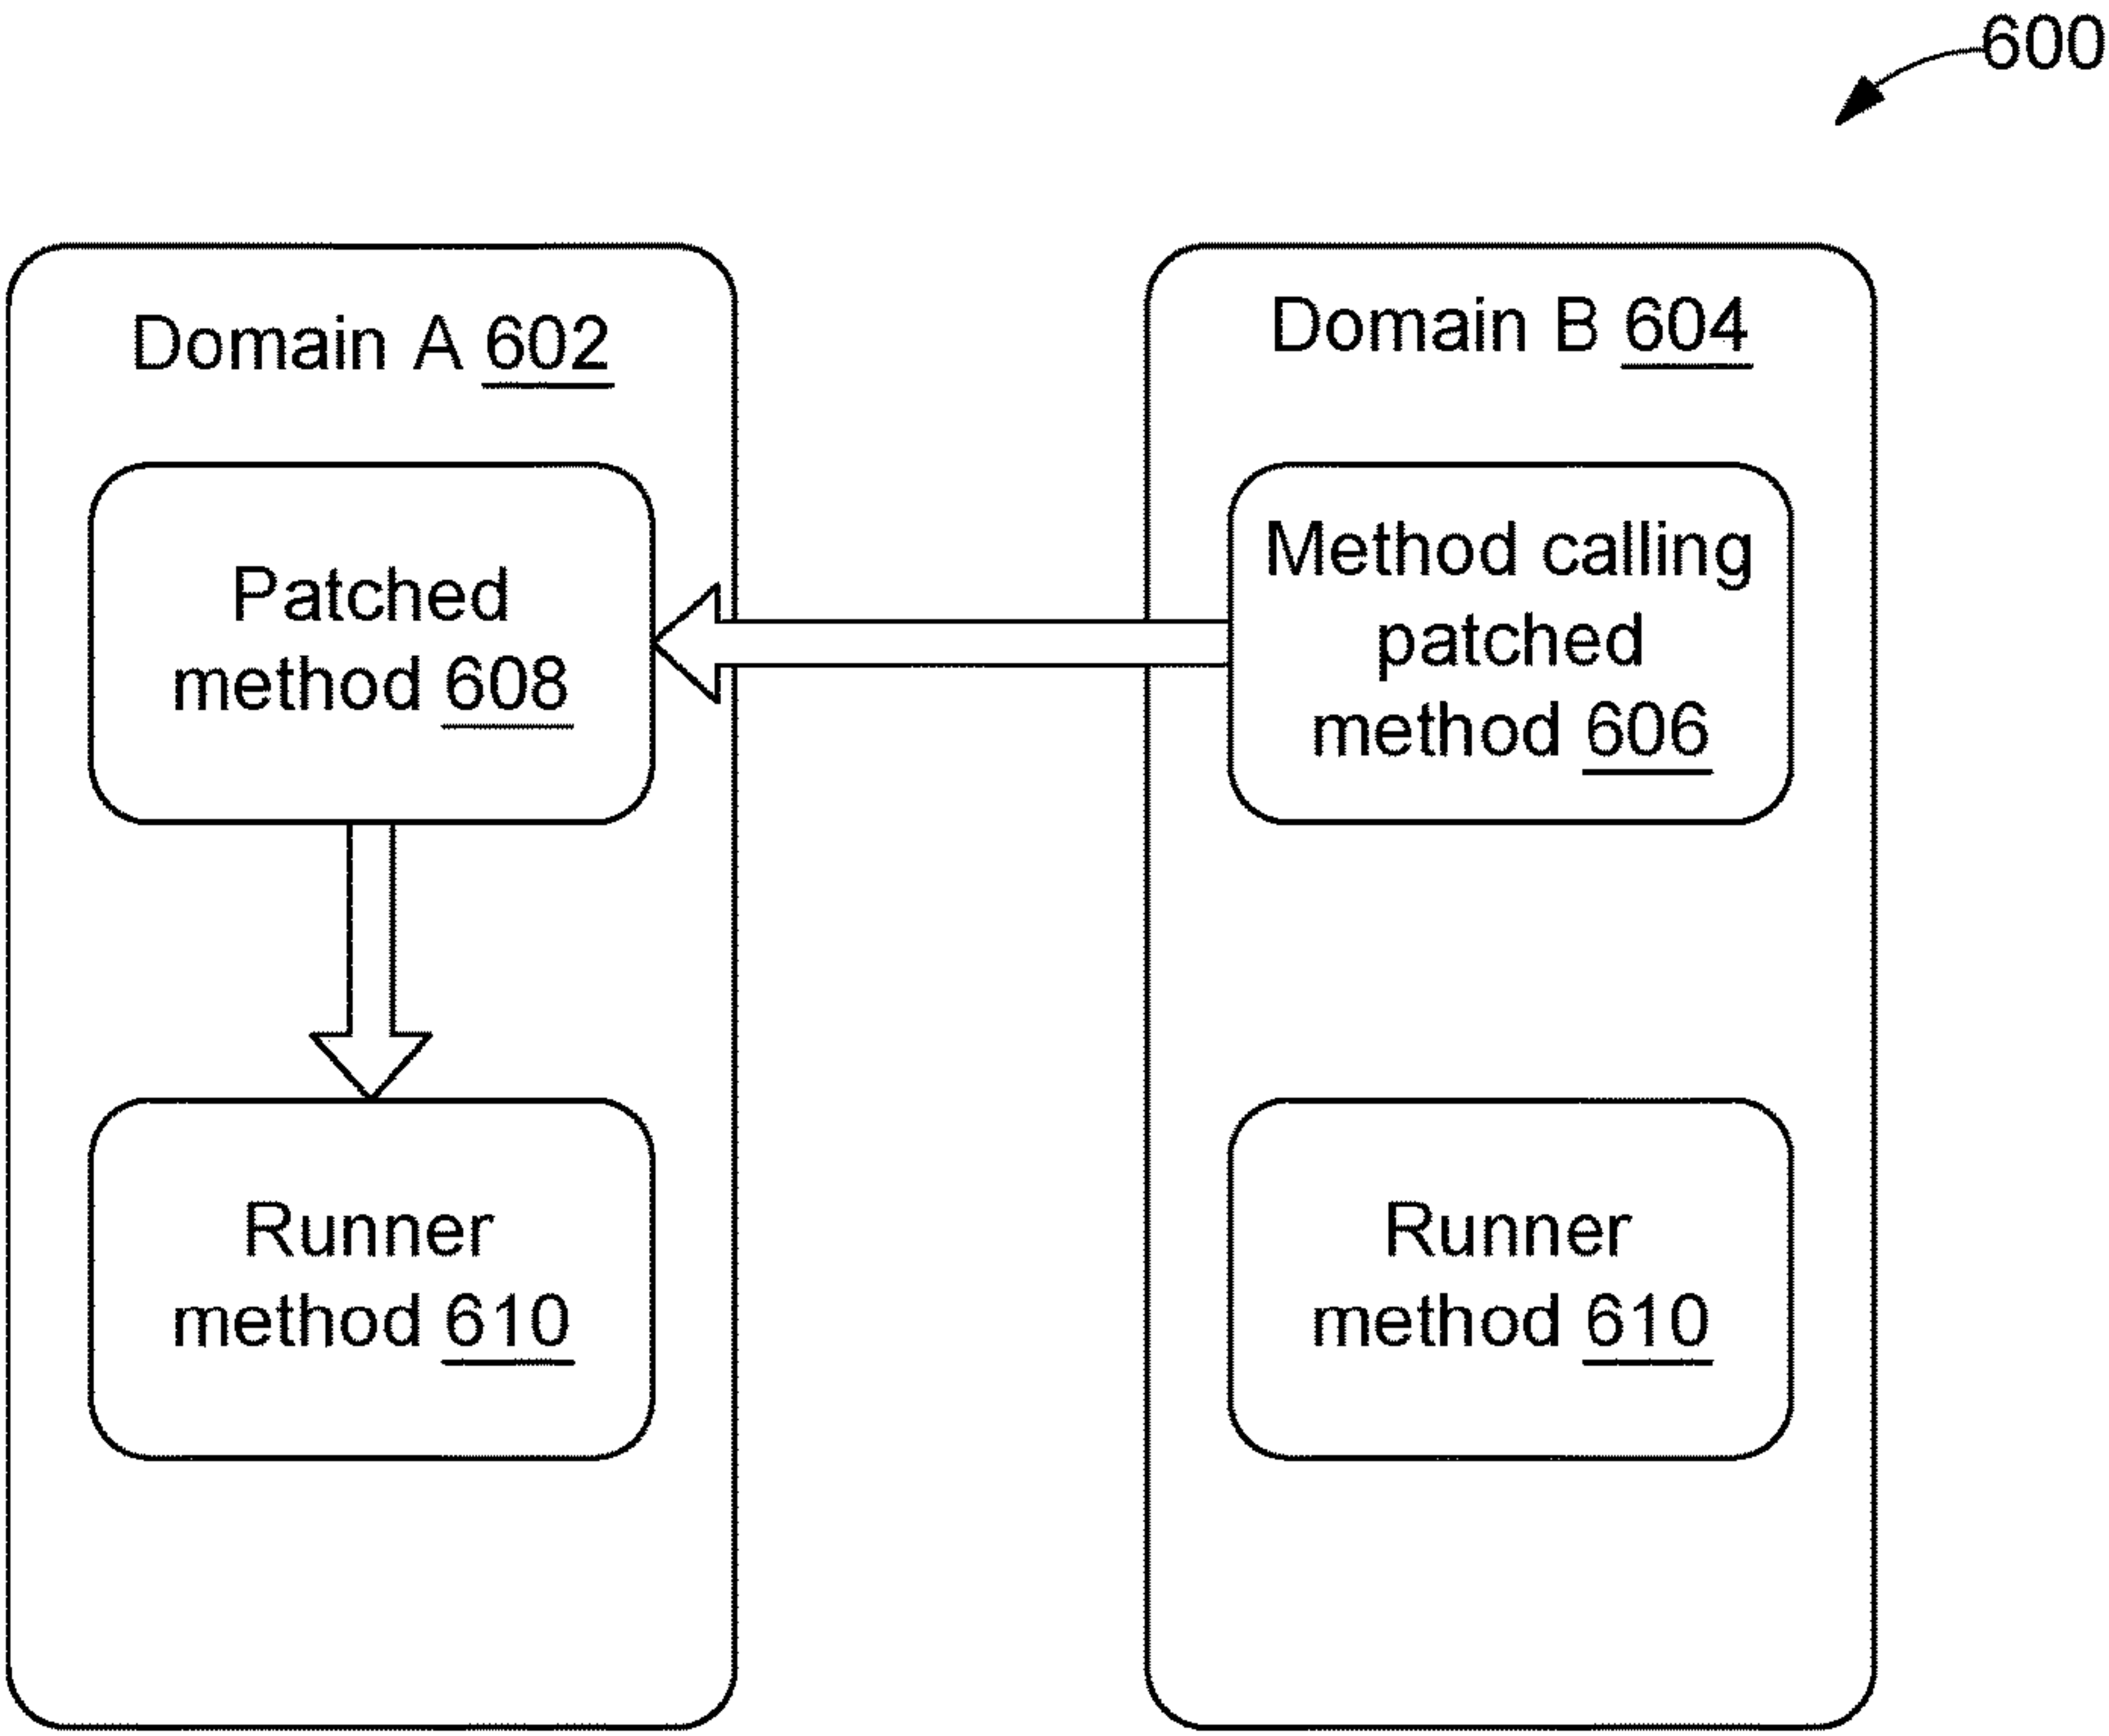 600
Domain A 602
Patched
method 608
Runner
method 610
Domain B 604
Method calling
patched
method 606
Runner
method 610